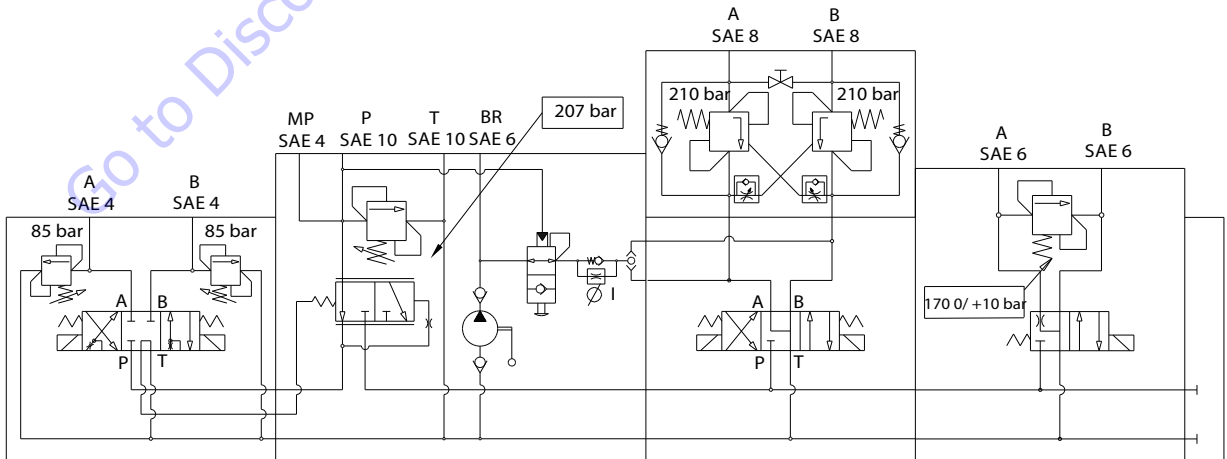 Go to Disco
A
SAE 8
B
SAE 8
210 bar
210 bar
207 bar
MP
SAE 4
P
SAE 10
T
SAE 10
BR
SAE 6
A
SAE 6
B
SAE 6
A
SAE 4
B
SAE 4
85 bar
85 bar
A B
P T
I
A B
P T
170 0/ +10 bar